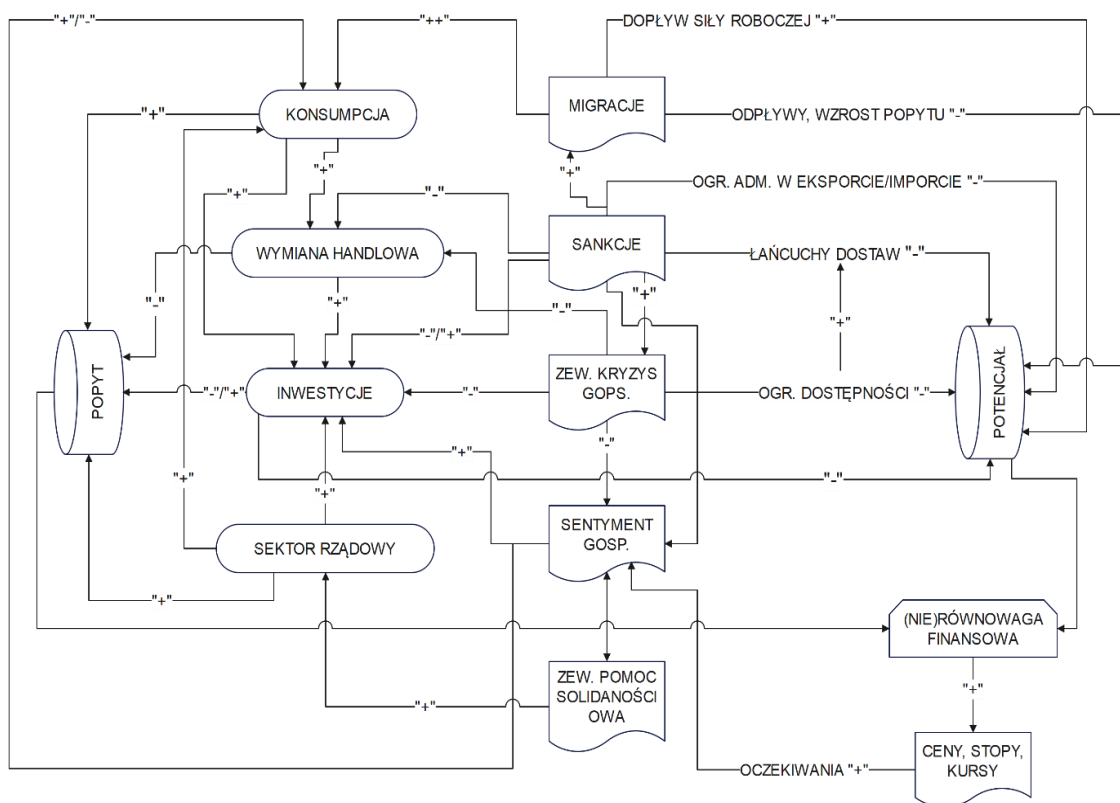 "+"/"-"
"++"
DOPŁYW SIŁY ROBOCZEJ "+"
KONSUMPCJA
MIGRACJE
"+"
ODPŁYWY, WZROST POPYTU "-"
"+"
"+"
"+"
"-"
OGR. ADM. W EKSPORCIE/IMPORCIE "-"
WYMIANA HANDLOWA
SANKCJE
ŁAŃCUCHY DOSTAW "-"
"-"
"+"
"+"
"-"
"+"
"-"/"+"
POPYT
"-"/"+"
INWESTYCJE
"-"
ZEW. KRYZYS
GOPS.
OGR. DOSTĘPNOŚCI "-"
POTENCJAŁ
"+"
"+"
"-"
"-"
"+"
SENTYMENT
GOSP.
SEKTOR RZĄDOWY
"+"
(NIE)RÓWNOWAGA
FINANSOWA
ZEW. POMOC
SOLIDANOŚCI
OWA
"+"
"+"
CENY, STOPY,
KURSY
OCZEKIWANIA "+"